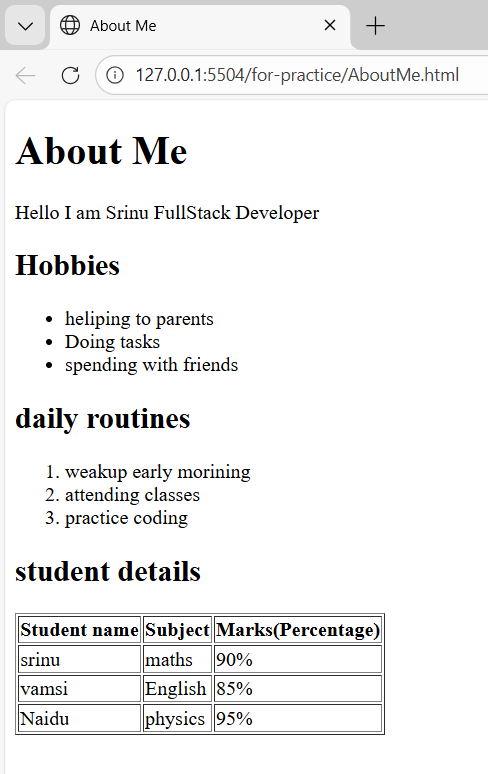 About Me
127.0.0.1:5504/for-practice/AboutMe.html
About Me
Hello I am Srinu FullStack Developer
Hobbies
heliping to parents
Doing tasks
spending with friends
daily routines
1. weakup early morining
2. attending classes
3. practice coding
student details
Student name Subject Marks(Percentage)
srinu maths 90%
vamsi English 85%
Naidu physics 95%